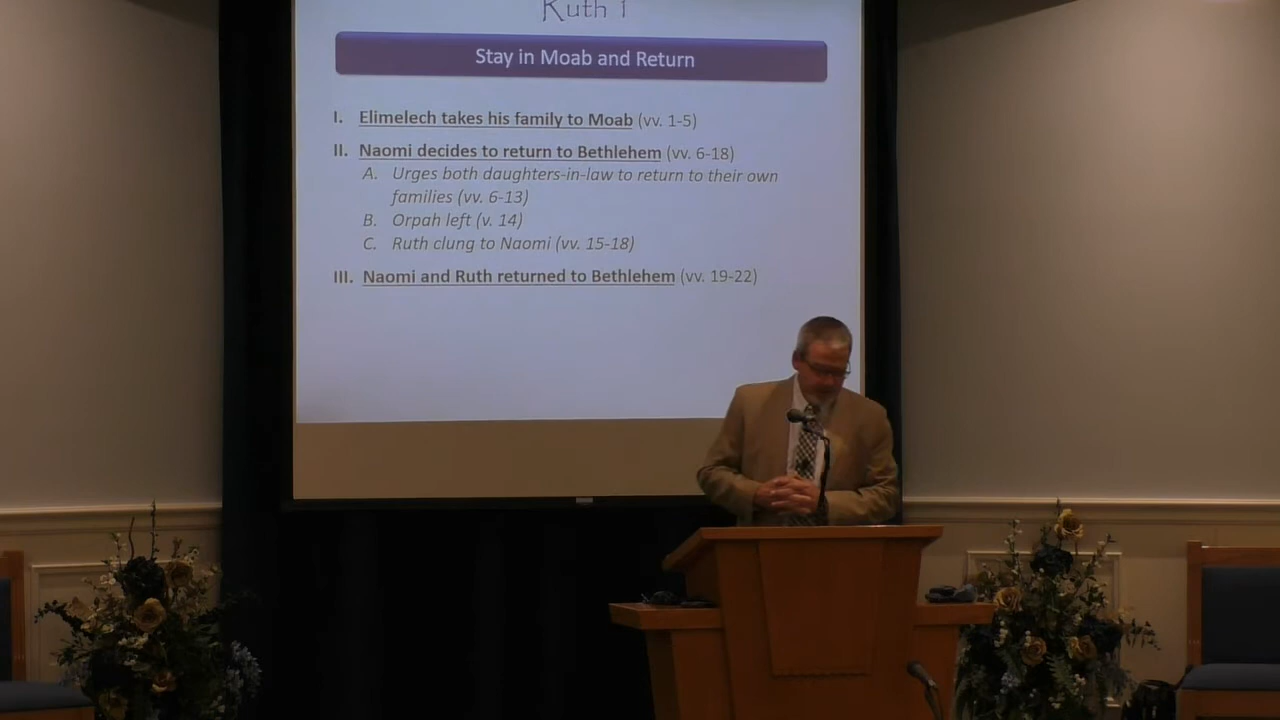 Ruth 1
Stay in Moab and Return
I. Elimelech takes his family to Moab (vv. 1-5)
II. Naomi decides to return to Bethlehem (vv. 6-18)
A. Urges both daughters-in-law to return to their own
families (vv. 6-13)
B. Orpah left (v. 14)
C. Ruth clung to Naomi (vv. 15-18)
III. Naomi and Ruth returned to Bethlehem (vv. 19-22)